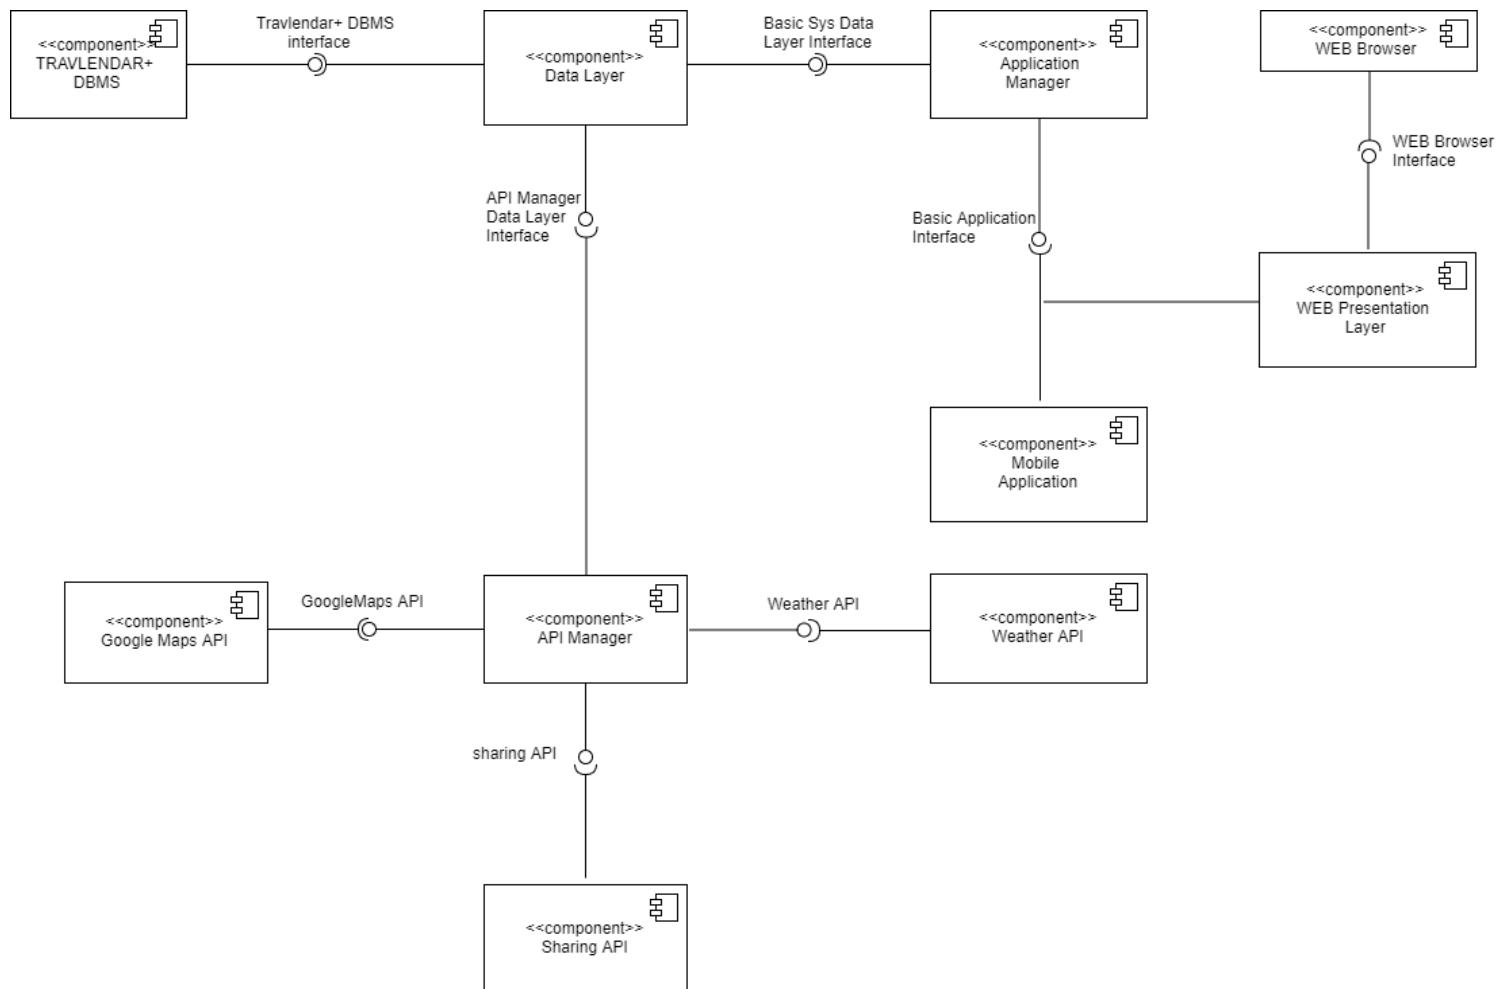 <<component>>
TRAVLENDAR+
DBMS
Travlendar+ DBMS
interface
<<component>>
Data Layer
Basic Sys Data
Layer Interface
<<component>>
Application
Manager
<<component>>
WEB Browser
WEB Browser
Interface
API Manager
Data Layer
Interface
Basic Application
Interface
<<component>>
WEB Presentation
Layer
<<component>>
Mobile
Application
<<component>>
Google Maps API
GoogleMaps API
<<component>>
API Manager
Weather API
<<component>>
Weather API
sharing API
<<component>>
Sharing API